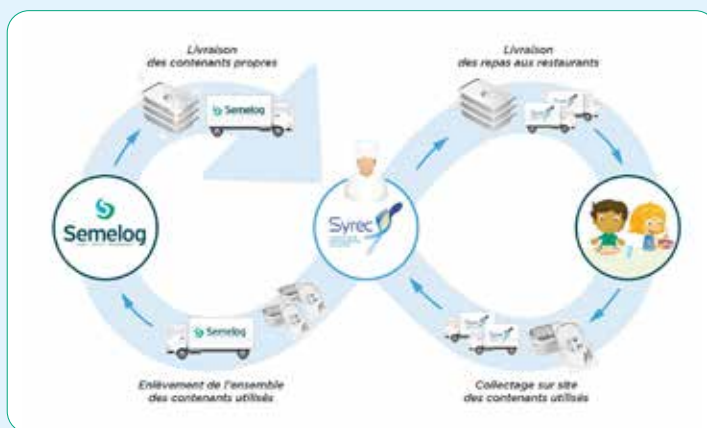 Livraison
des contenants propres
Livraison
des repas aux restaurants
Semelog
Semelog
Syrec
Semelog
Enlèvement de l'ensemble
des contenants utilisés
Collectage sur site
des contenants utilisés